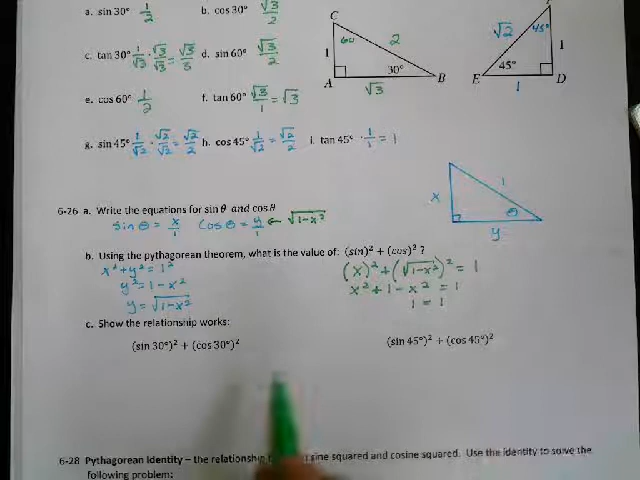 a. sin 30° 1/2 b. cos 30° √3/2
c. tan 30° 1/√3 · √3/√3 = √3/3 d. sin 60° √3/2
e. cos 60° 1/2 f. tan 60° √3/1 = √3
g. sin 45° 1/√2 · √2/√2 = √2/2 h. cos 45° 1/√2 = √2/2 i. tan 45° · 1/1 = 1
C
60
2
1
30°
A √3 B
√2 45°
1
45°
E 1 D
x 1
θ
y
6-26 a. Write the equations for sin θ and cos θ
sin θ = x/1 cos θ = y/1 ← √1-x²
b. Using the pythagorean theorem, what is the value of: (sin)² + (cos)²?
x² + y² = 1²
y² = 1 - x²
y = √1-x²
(x)² + (√1-x²)² = 1
x² + 1 - x² = 1
1 = 1
c. Show the relationship works:
(sin 30°)² + (cos 30°)² (sin 45°)² + (cos 45°)²
6-28 Pythagorean Identity – the relationship sine squared and cosine squared. Use the identity to solve the
following problem: